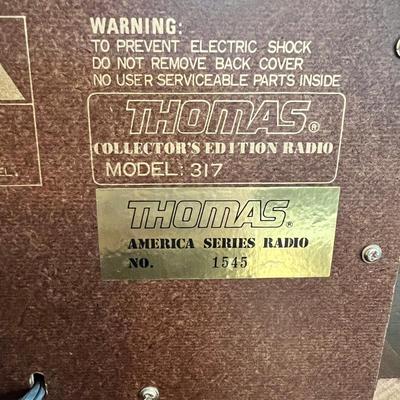 WARNING:
TO PREVENT ELECTRIC SHOCK
DO NOT REMOVE BACK COVER
NO USER SERVICEABLE PARTS INSIDE
THOMAS®
COLLECTOR'S EDITION RADIO
MODEL: 317
THOMAS®
AMERICA SERIES RADIO
NO. 1545